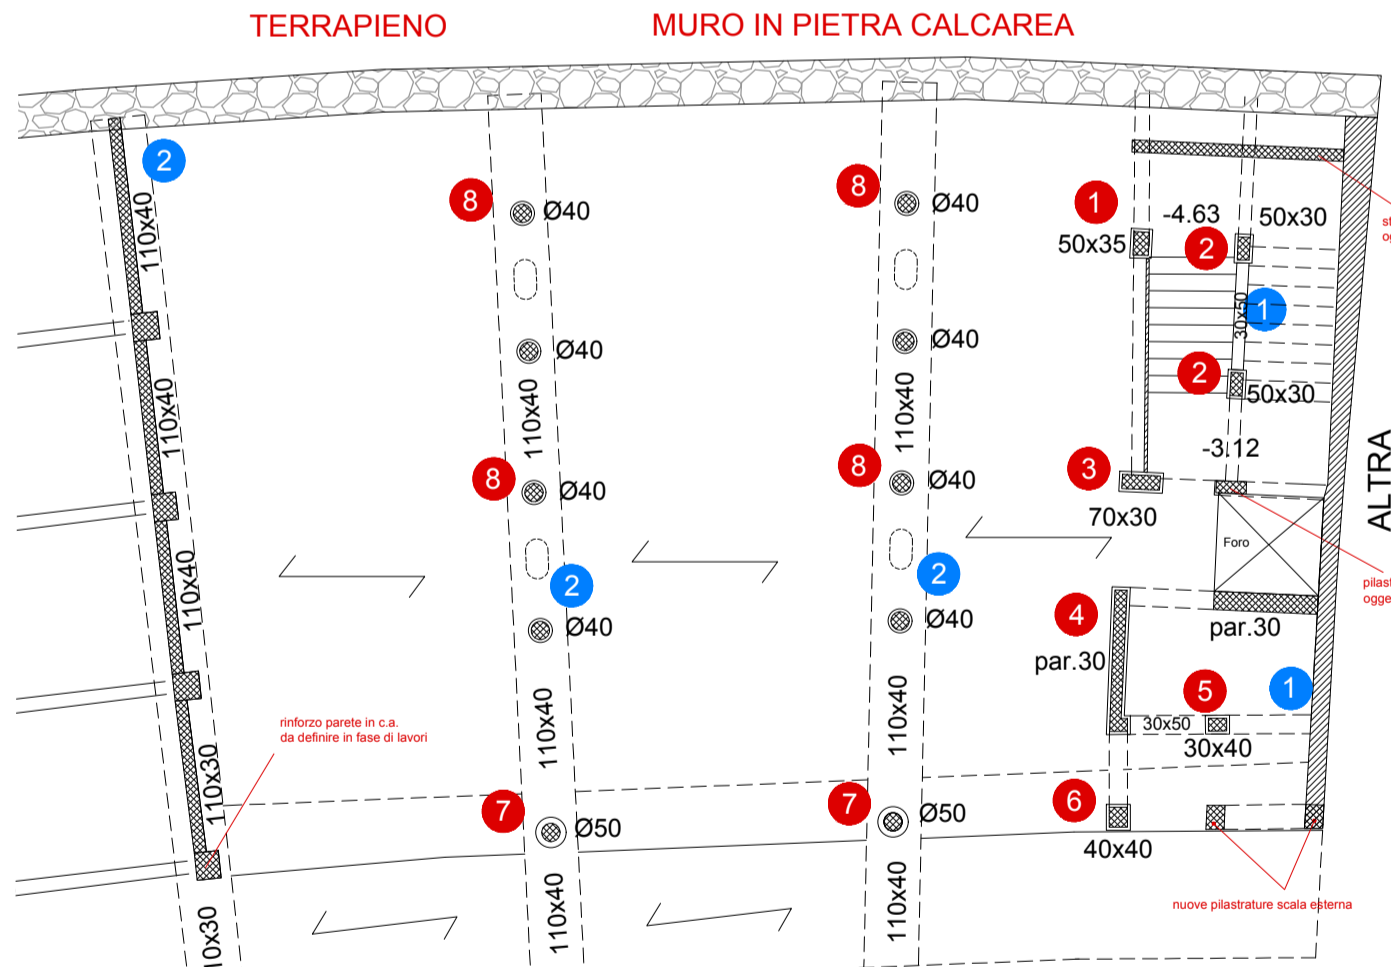 TERRAPIENO
MURO IN PIETRA CALCAREA
2
110x40
8
Ø40
8
Ø40
1
-4.63
50x30
50x35
2
30x50
1
Ø40
Ø40
110x40
110x40
110x40
2
50x30
-3.12
3
70x30
8
Ø40
8
Ø40
ALTRA
Foro
110x40
2
2
pilast
ogge
Ø40
Ø40
4
par.30
par.30
5
1
30x50
30x40
rinforzo parete in c.a.
da definire in fase di lavori
110x30
110x40
110x40
7
Ø50
7
Ø50
6
40x40
nuove pilastrature scala esterna
10x30
110x40
110x40